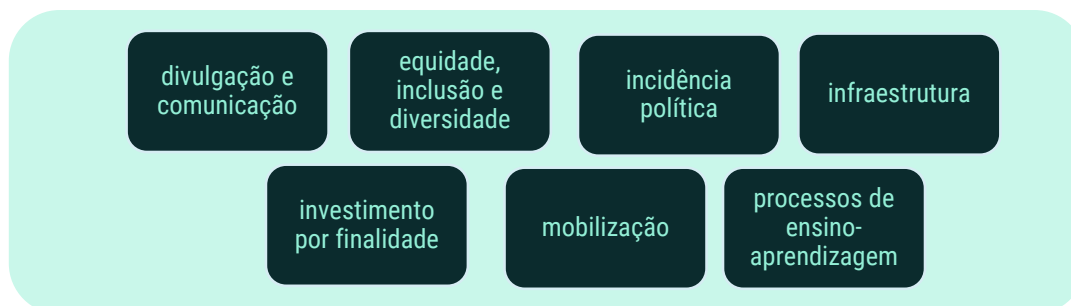 divulgação e
comunicação
equidade,
inclusão e
diversidade
incidência
política
infraestrutura
investimento
por finalidade
mobilização
processos de
ensino-
aprendizagem